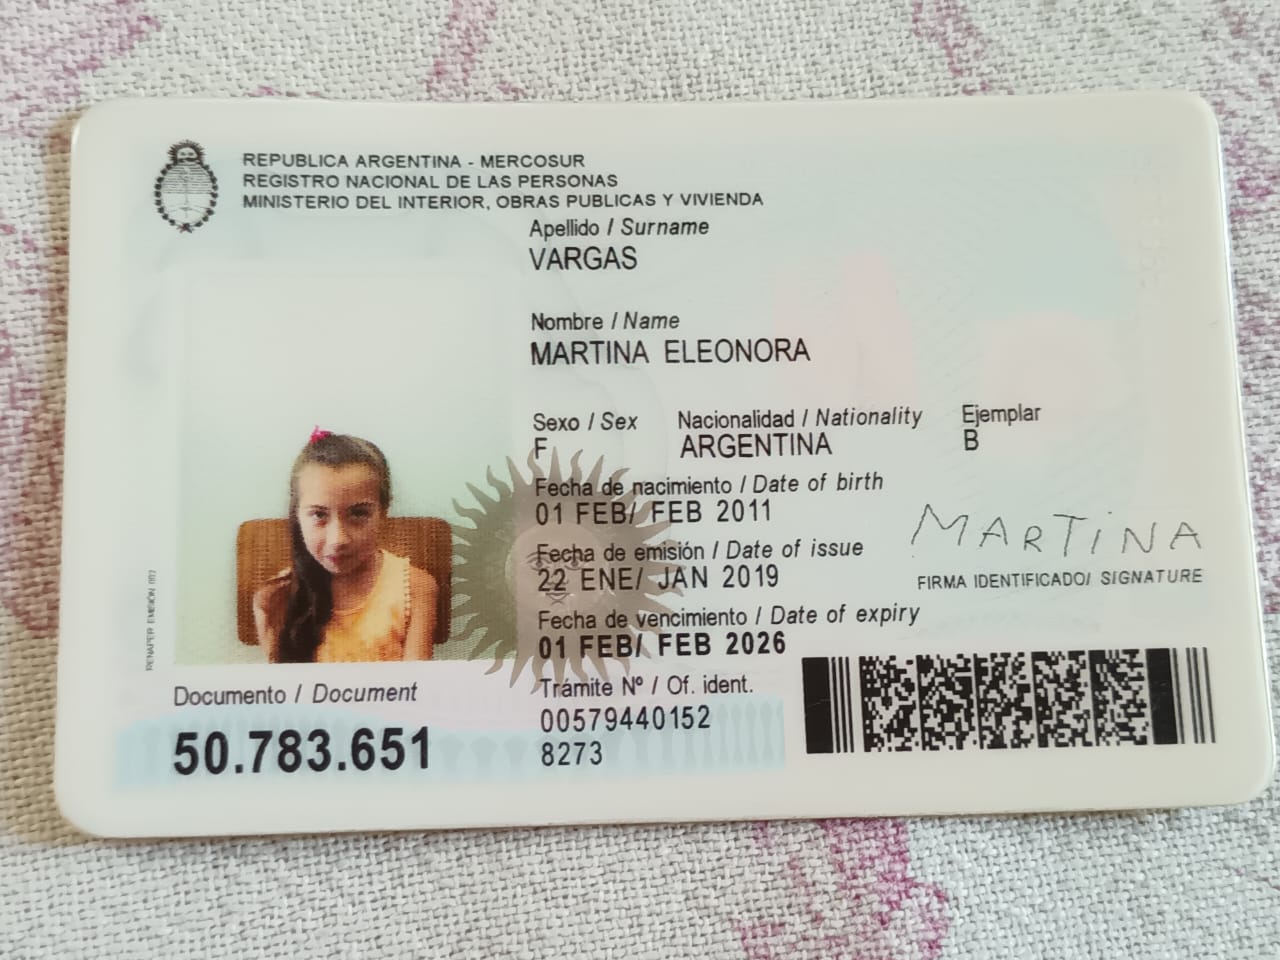 REPUBLICA ARGENTINA - MERCOSUR
REGISTRO NACIONAL DE LAS PERSONAS
MINISTERIO DEL INTERIOR, OBRAS PUBLICAS Y VIVIENDA
Apellido / Surname
VARGAS
Nombre / Name
MARTINA ELEONORA
Sexo / Sex Nacionalidad / Nationality Ejemplar
F ARGENTINA B
Fecha de nacimiento / Date of birth
01 FEB/ FEB 2011
Fecha de emisión / Date of issue
22 ENE/ JAN 2019
Fecha de vencimiento / Date of expiry
01 FEB/ FEB 2026
MARTiNA
FIRMA IDENTIFICADO/ SIGNATURE
Documento / Document
50.783.651
Trámite Nº / Of. ident.
00579440152
8273
RENAPER EMISIÓN